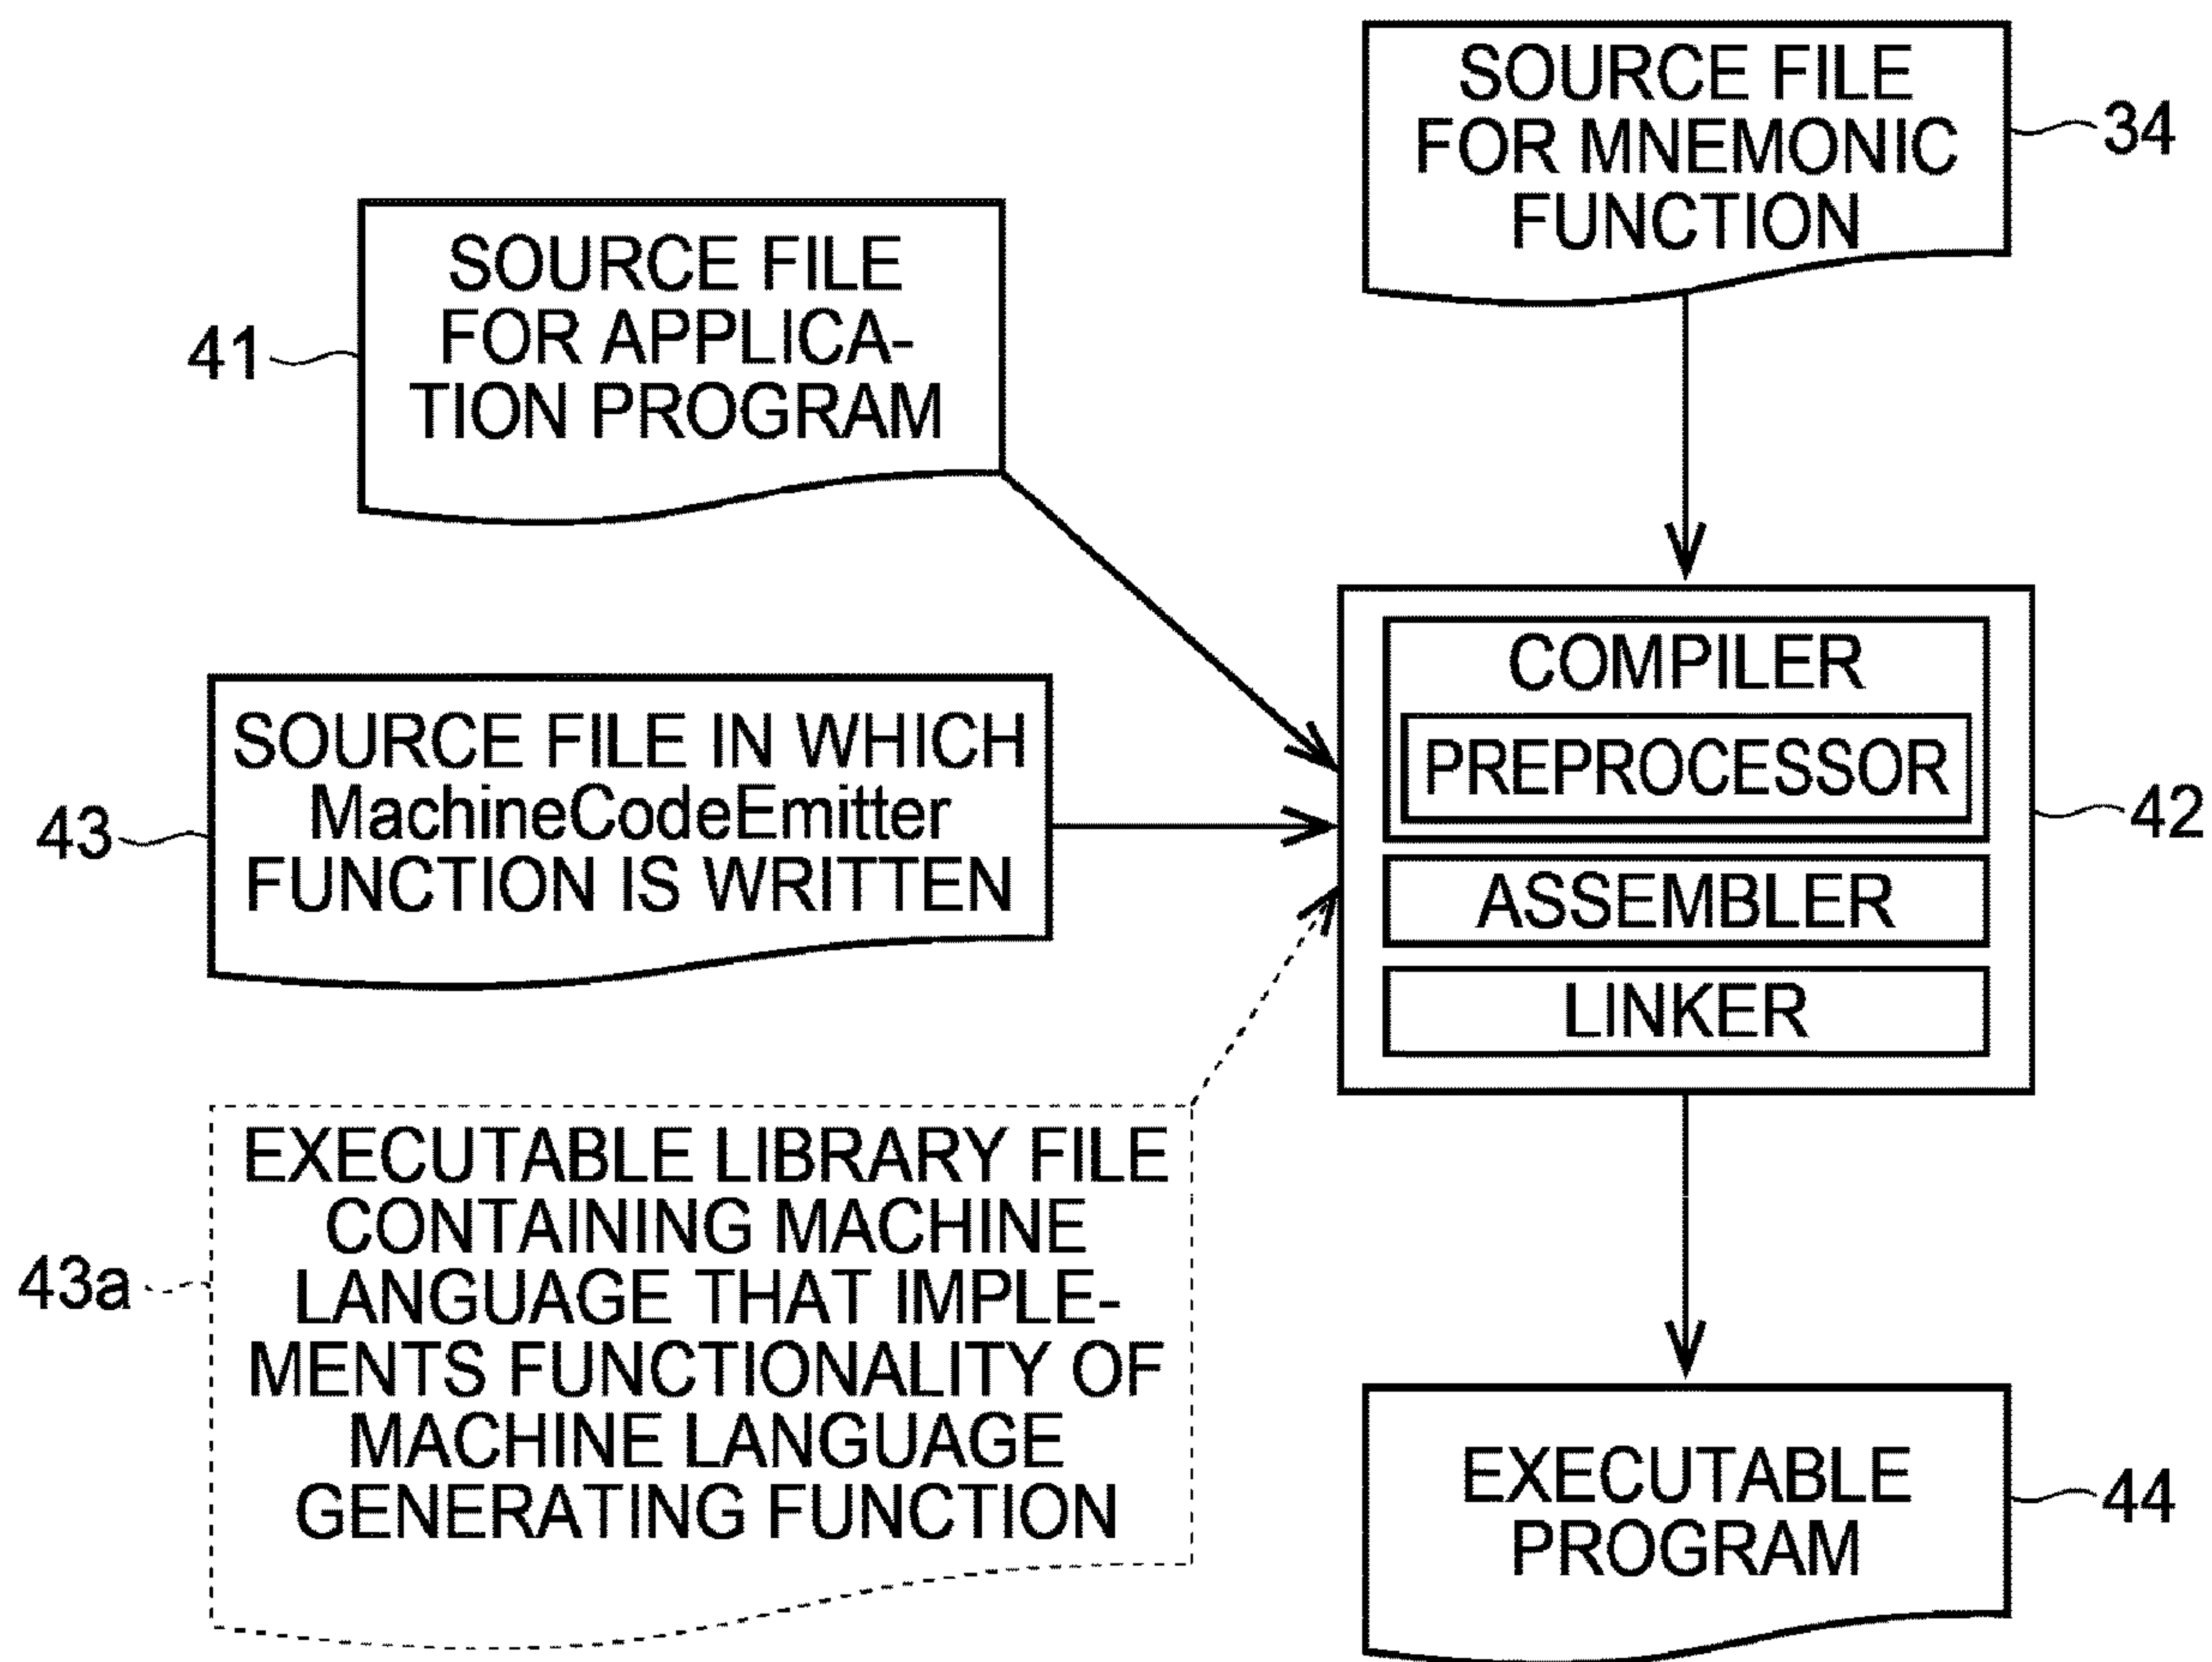 SOURCE FILE
FOR MNEMONIC
FUNCTION
34
SOURCE FILE
FOR APPLICA-
TION PROGRAM
41
COMPILER
PREPROCESSOR
ASSEMBLER
LINKER
42
SOURCE FILE IN WHICH
MachineCodeEmitter
FUNCTION IS WRITTEN
43
EXECUTABLE LIBRARY FILE
CONTAINING MACHINE
LANGUAGE THAT IMPLE-
MENTS FUNCTIONALITY OF
MACHINE LANGUAGE
GENERATING FUNCTION
43a
EXECUTABLE
PROGRAM
44